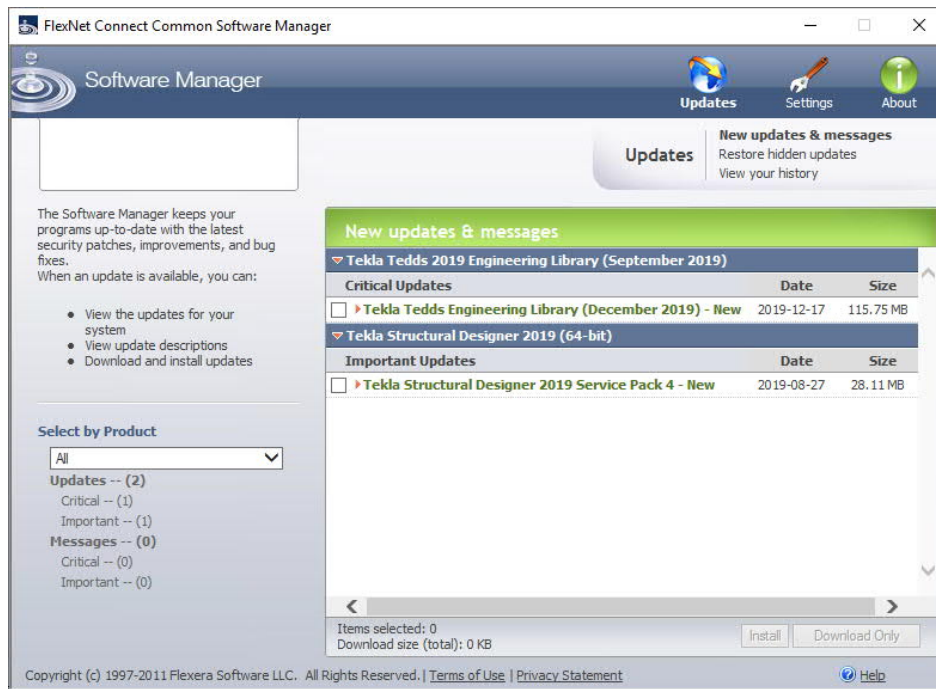 FlexNet Connect Common Software Manager
Software Manager
Updates
Settings
About
Updates
New updates & messages
Restore hidden updates
View your history
The Software Manager keeps your
programs up-to-date with the latest
security patches, improvements, and bug
fixes.
When an update is available, you can:
View the updates for your
system
View update descriptions
Download and install updates
Select by Product
All
Updates -- (2)
Critical -- (1)
Important -- (1)
Messages -- (0)
Critical -- (0)
Important -- (0)
New updates & messages
Tekla Tedds 2019 Engineering Library (September 2019)
Critical Updates Date Size
Tekla Tedds Engineering Library (December 2019) - New 2019-12-17 115.75 MB
Tekla Structural Designer 2019 (64-bit)
Important Updates Date Size
Tekla Structural Designer 2019 Service Pack 4 - New 2019-08-27 28.11 MB
Items selected: 0
Download size (total): 0 KB
Install
Download Only
Copyright (c) 1997-2011 Flexera Software LLC. All Rights Reserved. | Terms of Use | Privacy Statement
Help